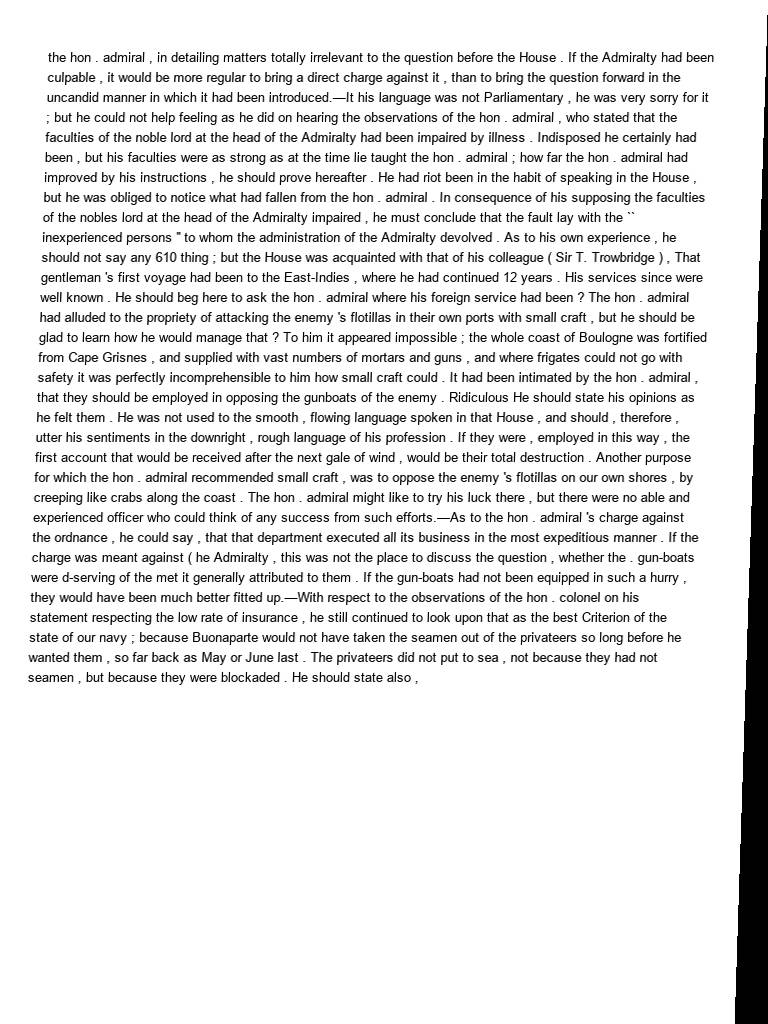 the hon . admiral , in detailing matters totally irrelevant to the question before the House . If the Admiralty had been
culpable , it would be more regular to bring a direct charge against it , than to bring the question forward in the
uncandid manner in which it had been introduced.—It his language was not Parliamentary , he was very sorry for it
; but he could not help feeling as he did on hearing the observations of the hon . admiral , who stated that the
faculties of the noble lord at the head of the Admiralty had been impaired by illness . Indisposed he certainly had
been , but his faculties were as strong as at the time lie taught the hon . admiral ; how far the hon . admiral had
improved by his instructions , he should prove hereafter . He had riot been in the habit of speaking in the House ,
but he was obliged to notice what had fallen from the hon . admiral . In consequence of his supposing the faculties
of the nobles lord at the head of the Admiralty impaired , he must conclude that the fault lay with the ``
inexperienced persons '' to whom the administration of the Admiralty devolved . As to his own experience , he
should not say any 610 thing ; but the House was acquainted with that of his colleague ( Sir T. Trowbridge ) , That
gentleman 's first voyage had been to the East-Indies , where he had continued 12 years . His services since were
well known . He should beg here to ask the hon . admiral where his foreign service had been ? The hon . admiral
had alluded to the propriety of attacking the enemy 's flotillas in their own ports with small craft , but he should be
glad to learn how he would manage that ? To him it appeared impossible ; the whole coast of Boulogne was fortified
from Cape Grisnes , and supplied with vast numbers of mortars and guns , and where frigates could not go with
safety it was perfectly incomprehensible to him how small craft could . It had been intimated by the hon . admiral ,
that they should be employed in opposing the gunboats of the enemy . Ridiculous He should state his opinions as
he felt them . He was not used to the smooth , flowing language spoken in that House , and should , therefore ,
utter his sentiments in the downright , rough language of his profession . If they were , employed in this way , the
first account that would be received after the next gale of wind , would be their total destruction . Another purpose
for which the hon . admiral recommended small craft , was to oppose the enemy 's flotillas on our own shores , by
creeping like crabs along the coast . The hon . admiral might like to try his luck there , but there were no able and
experienced officer who could think of any success from such efforts.—As to the hon . admiral 's charge against
the ordnance , he could say , that that department executed all its business in the most expeditious manner . If the
charge was meant against ( he Admiralty , this was not the place to discuss the question , whether the . gun-boats
were d-serving of the met it generally attributed to them . If the gun-boats had not been equipped in such a hurry ,
they would have been much better fitted up.—With respect to the observations of the hon . colonel on his
statement respecting the low rate of insurance , he still continued to look upon that as the best Criterion of the
state of our navy ; because Buonaparte would not have taken the seamen out of the privateers so long before he
wanted them , so far back as May or June last . The privateers did not put to sea , not because they had not
seamen , but because they were blockaded . He should state also ,